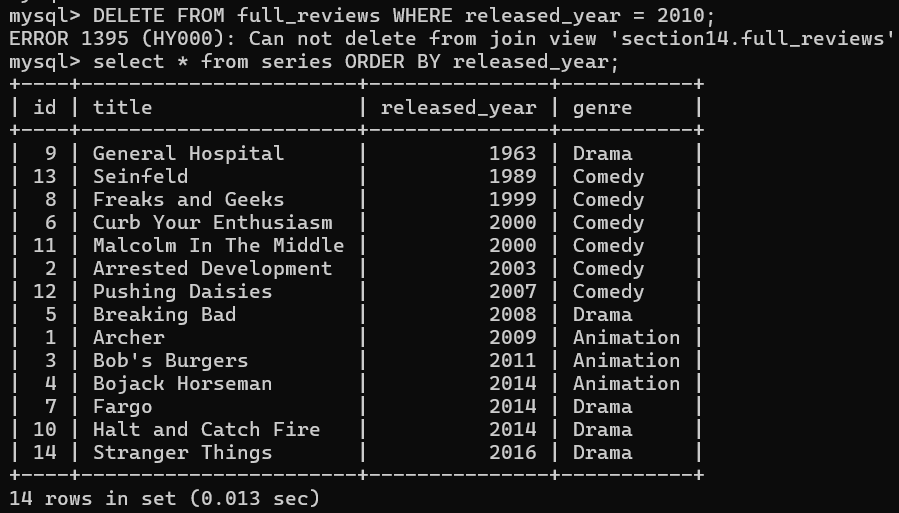 mysql> DELETE FROM full_reviews WHERE released_year = 2010;
ERROR 1395 (HY000): Can not delete from join view 'section14.full_reviews'
mysql> select * from series ORDER BY released_year;
+----+-----------------------+---------------+-----------+
| id | title                 | released_year | genre     |
+----+-----------------------+---------------+-----------+
|  9 | General Hospital      |          1963 | Drama     |
| 13 | Seinfeld              |          1989 | Comedy    |
|  8 | Freaks and Geeks      |          1999 | Comedy    |
|  6 | Curb Your Enthusiasm  |          2000 | Comedy    |
| 11 | Malcolm In The Middle |          2000 | Comedy    |
|  2 | Arrested Development  |          2003 | Comedy    |
| 12 | Pushing Daisies       |          2007 | Comedy    |
|  5 | Breaking Bad          |          2008 | Drama     |
|  1 | Archer                |          2009 | Animation |
|  3 | Bob's Burgers         |          2011 | Animation |
|  4 | Bojack Horseman       |          2014 | Animation |
|  7 | Fargo                 |          2014 | Drama     |
| 10 | Halt and Catch Fire   |          2014 | Drama     |
| 14 | Stranger Things       |          2016 | Drama     |
+----+-----------------------+---------------+-----------+
14 rows in set (0.013 sec)